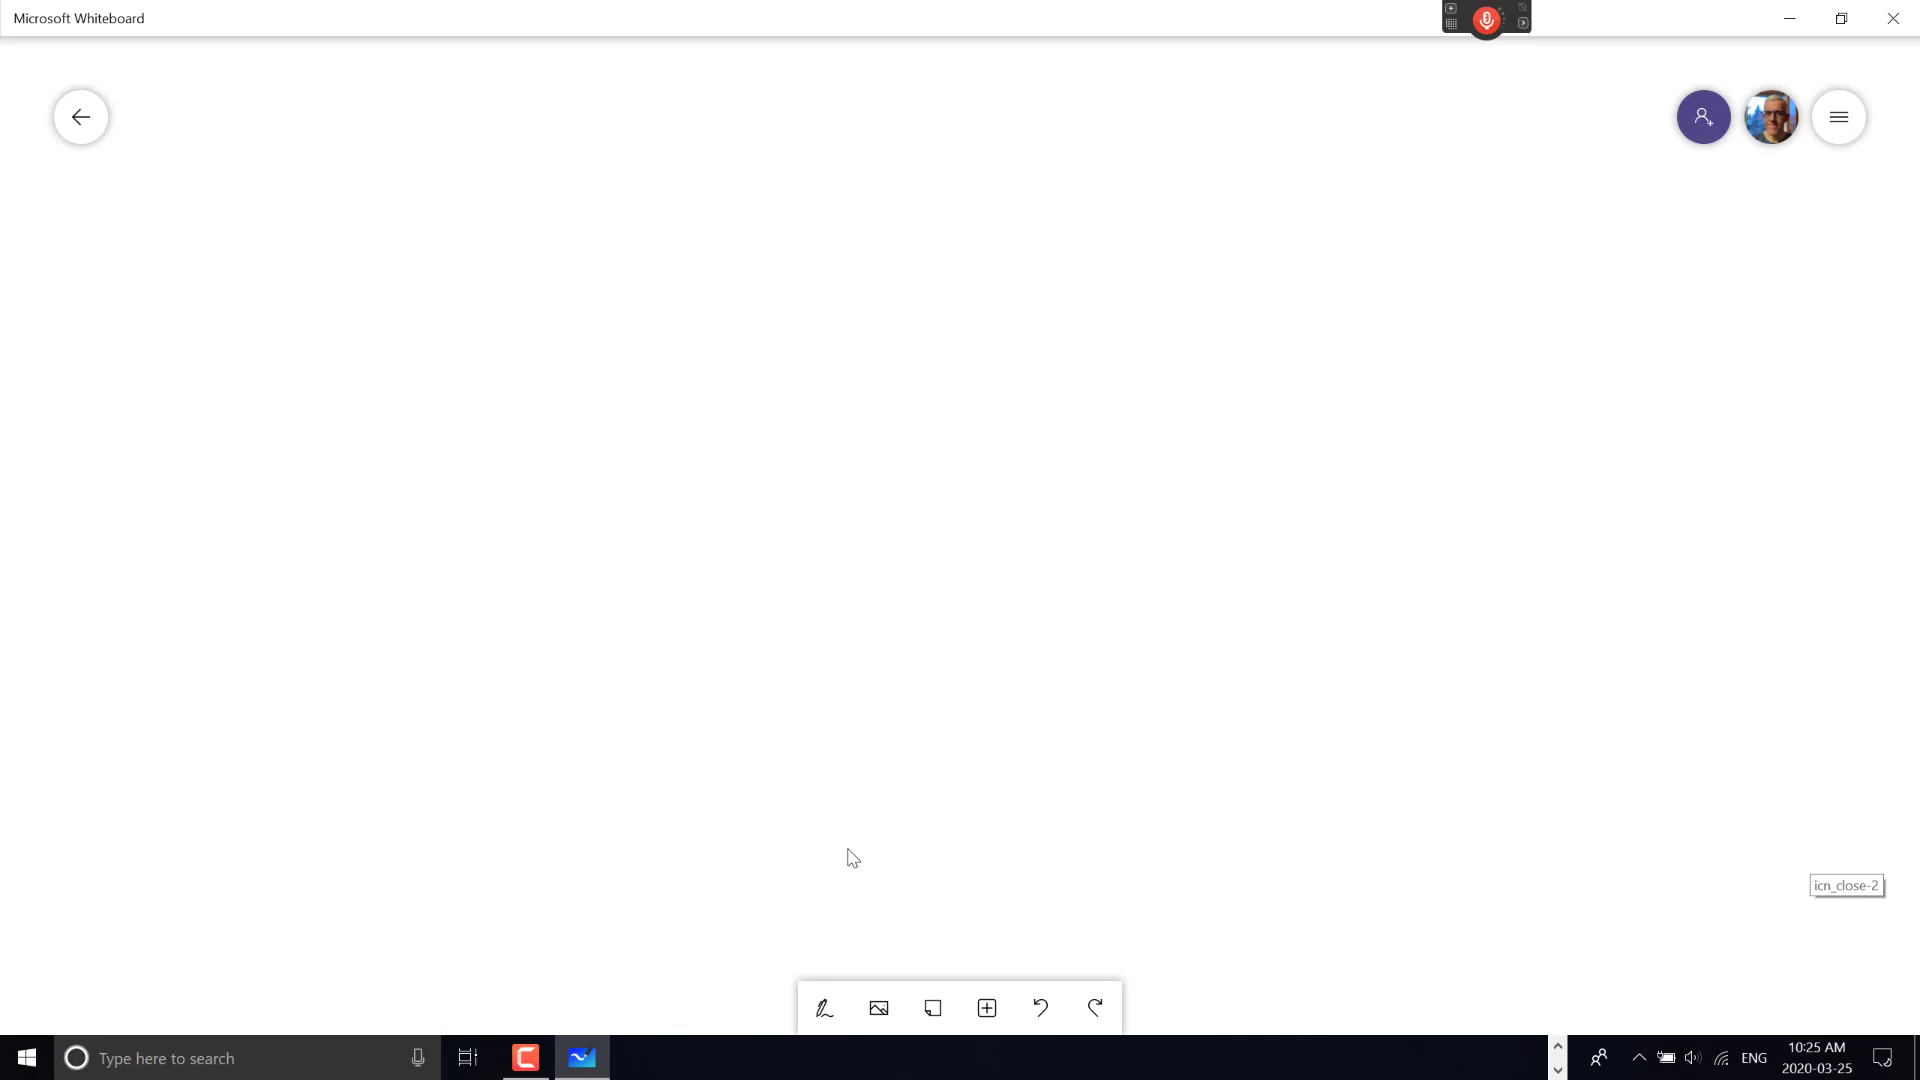 Microsoft Whiteboard
icn_close-2
Type here to search
ENG
10:25 AM
2020-03-25